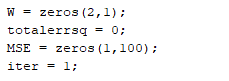 W = zeros(2,1);
totalerrsq = 0;
MSE = zeros(1,100);
iter = 1;